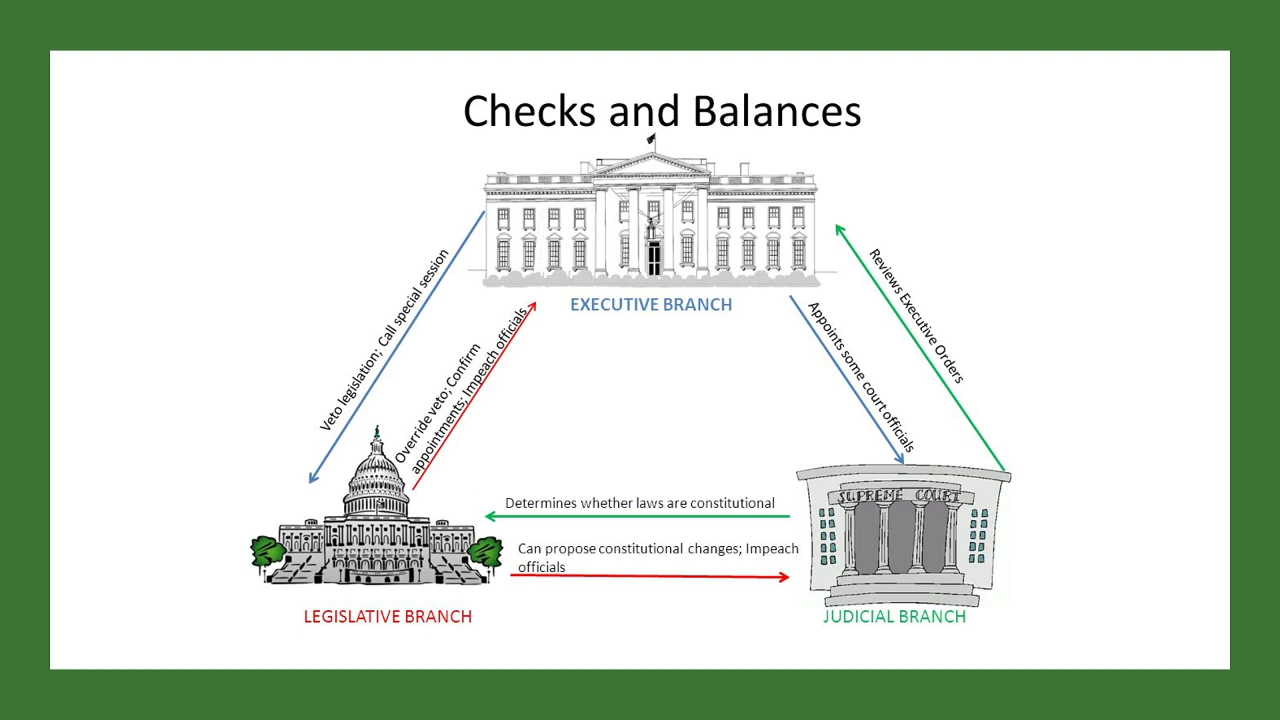 Checks and Balances
EXECUTIVE BRANCH
Veto legislation; Call special session
Override veto; Confirm
appointments; Impeach officials
Appoints some court officials
Reviews Executive Orders
SUPREME COURT
Determines whether laws are constitutional
Can propose constitutional changes; Impeach
officials
LEGISLATIVE BRANCH
JUDICIAL BRANCH